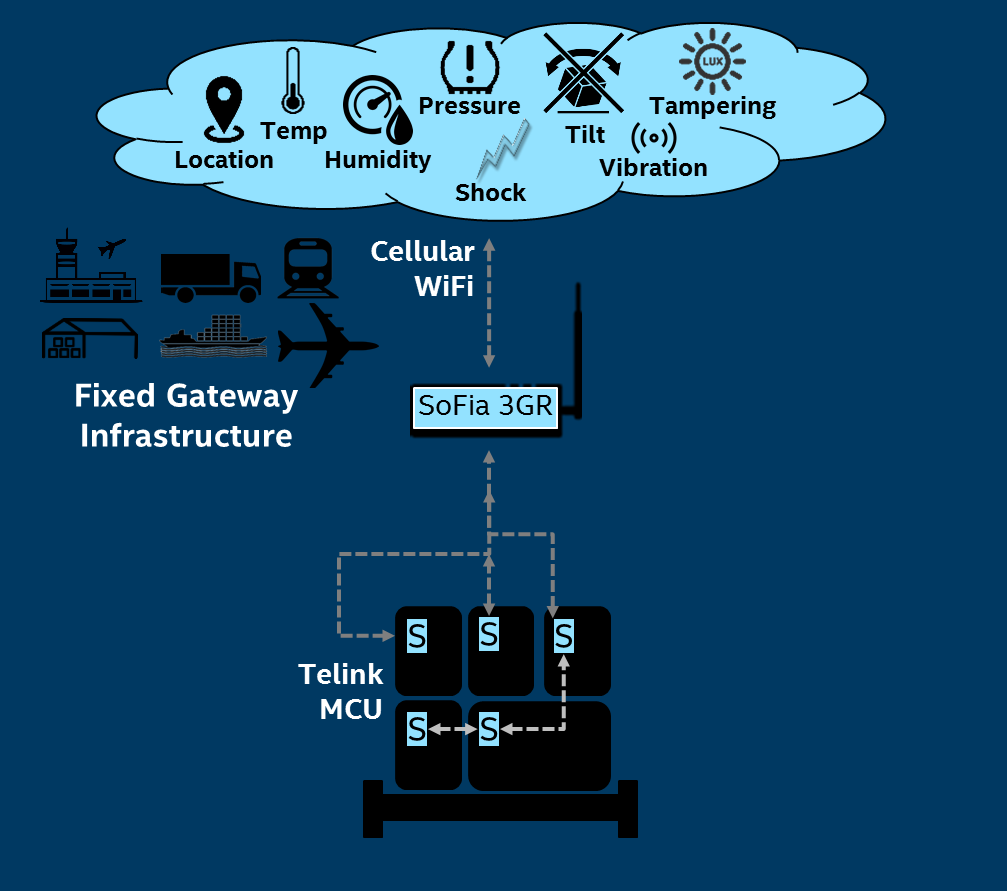 LUX
Pressure
Tampering
Temp
Tilt
Location
Humidity
Vibration
Shock
Cellular
WiFi
Fixed Gateway
Infrastructure
SoFia 3GR
S
S
S
Telink
MCU
S
S